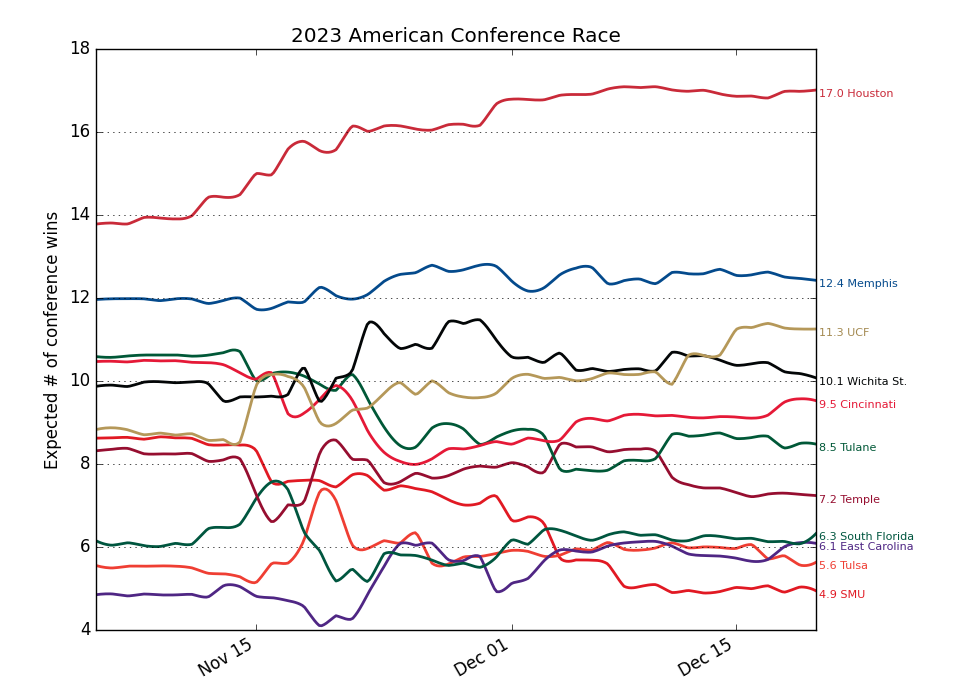 2023 American Conference Race
Expected # of conference wins
18
16
14
12
10
8
6
4
17.0 Houston
12.4 Memphis
11.3 UCF
10.1 Wichita St.
9.5 Cincinnati
8.5 Tulane
7.2 Temple
6.3 South Florida
6.1 East Carolina
5.6 Tulsa
4.9 SMU
Nov 15
Dec 01
Dec 15